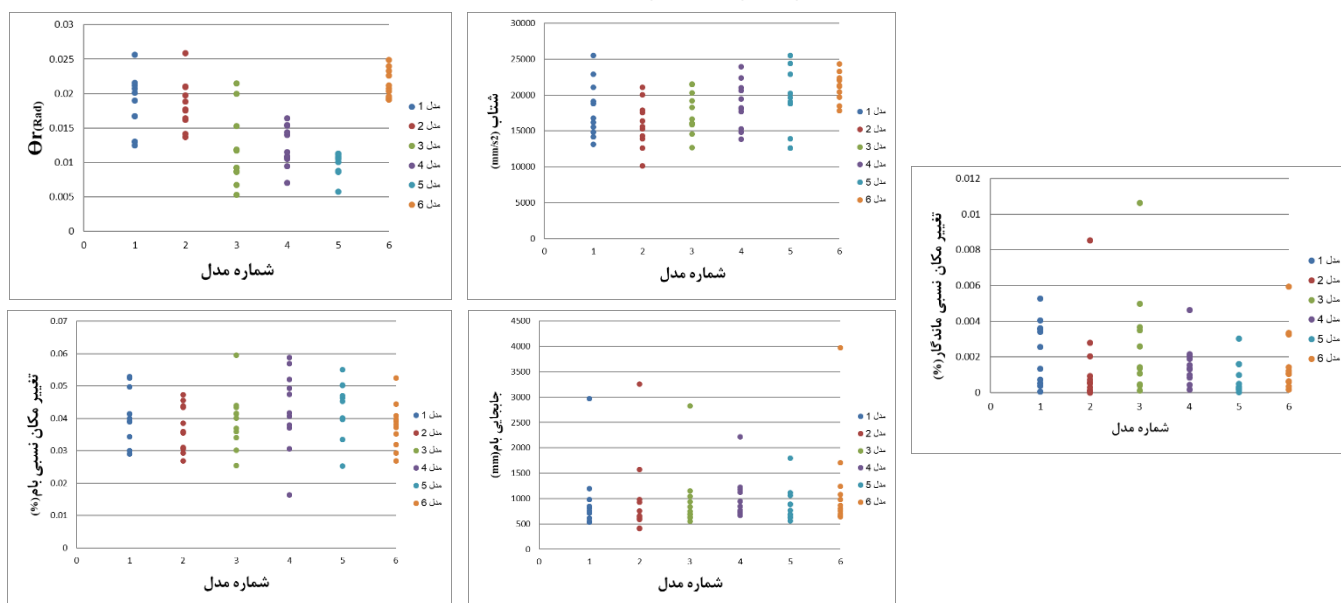 0.03
0.025
0.02
0.015
0.01
0.005
0
0 1 2 3 4 5 6
Θr(Rad)
شماره مدل
مدل 1
مدل 2
مدل 3
مدل 4
مدل 5
مدل 6
30000
25000
20000
15000
10000
5000
0
0 1 2 3 4 5 6
شتاب (mm/s2)
شماره مدل
مدل 1
مدل 2
مدل 3
مدل 4
مدل 5
مدل 6
0.012
0.01
0.008
0.006
0.004
0.002
0
0 1 2 3 4 5 6
تغییر مکان نسبی ماندگار(%)
شماره مدل
مدل 1
مدل 2
مدل 3
مدل 4
مدل 5
مدل 6
0.07
0.06
0.05
0.04
0.03
0.02
0.01
0
0 1 2 3 4 5 6
تغییر مکان نسبی بام(%)
شماره مدل
مدل 1
مدل 2
مدل 3
مدل 4
مدل 5
مدل 6
4500
4000
3500
3000
2500
2000
1500
1000
500
0
0 1 2 3 4 5 6
جابجایی بام(mm)
شماره مدل
مدل 1
مدل 2
مدل 3
مدل 4
مدل 5
مدل 6